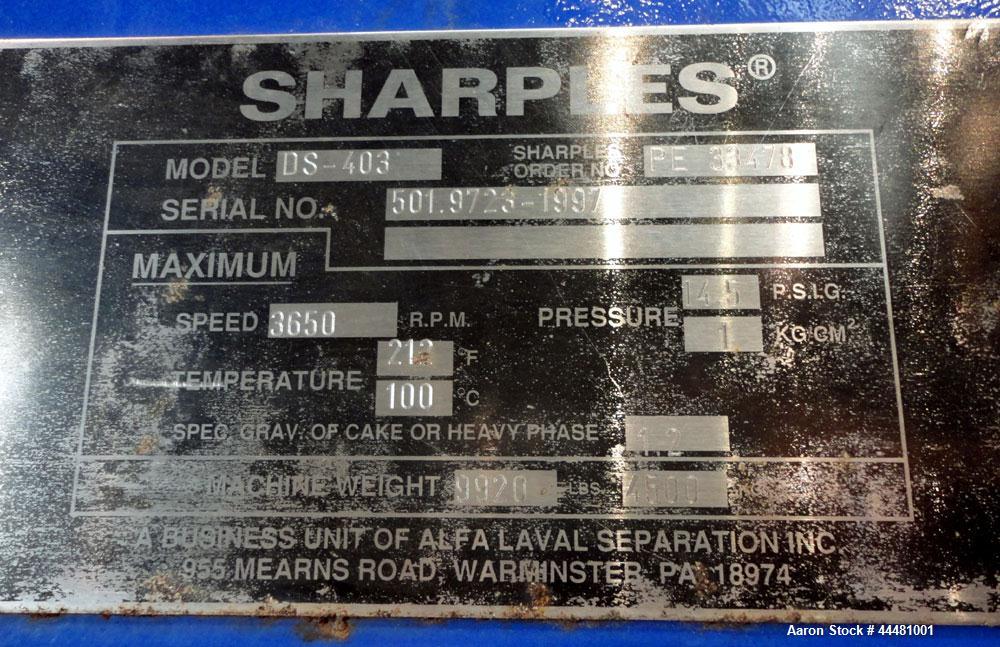 SHARPLES®
MODEL DS-403
SHARPLES ORDER NO. PE
SERIAL NO. 501.9723-1997
MAXIMUM
SPEED 3650 R.P.M.
PRESSURE 14.5 P.S.I.G.
1 KG/CM²
TEMPERATURE 212 °F
100 °C
SPEC. GRAV. OF CAKE OR HEAVY PHASE 1.2
MACHINE WEIGHT 9920 LBS. 4500
A BUSINESS UNIT OF ALFA LAVAL SEPARATION INC.
955 MEARNS ROAD, WARMINSTER, PA 18974
Aaron Stock # 44481001